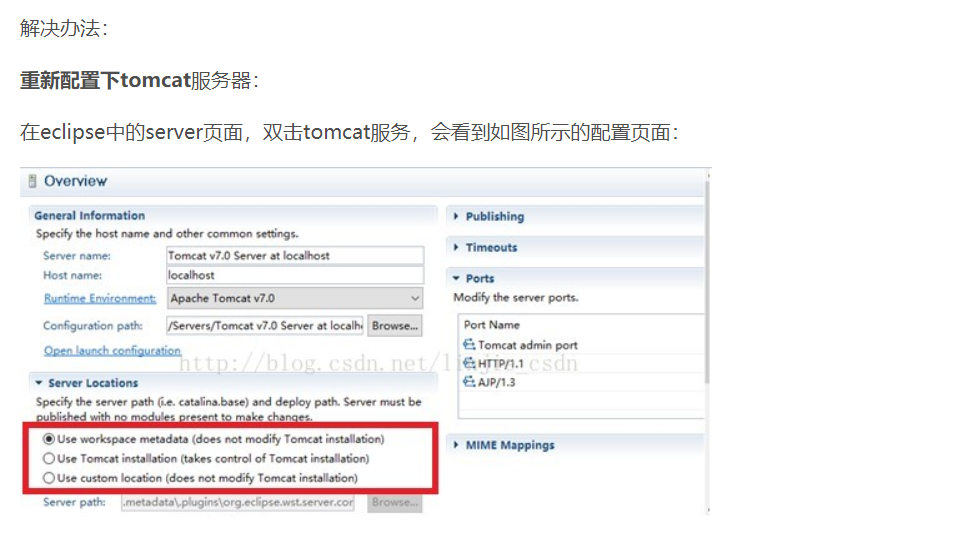 解决办法：
重新配置下tomcat服务器：
在eclipse中的server页面，双击tomcat服务，会看到如图所示的配置页面：
Overview
General Information
Specify the host name and other common settings.
Server name: Tomcat v7.0 Server at localhost
Host name: localhost
Runtime Environment: Apache Tomcat v7.0
Configuration path: /Servers/Tomcat v7.0 Server at localh Browse...
Open launch configuration
Server Locations
Specify the server path (i.e. catalina.base) and deploy path. Server must be
published with no modules present to make changes.
Use workspace metadata (does not modify Tomcat installation)
Use Tomcat installation (takes control of Tomcat installation)
Use custom location (does not modify Tomcat installation)
Server path: .metadata\.plugins\org.eclipse.wst.server.cor Browse...
Publishing
Timeouts
Ports
Modify the server ports.
Port Name
Tomcat admin port
HTTP/1.1
AJP/1.3
MIME Mappings